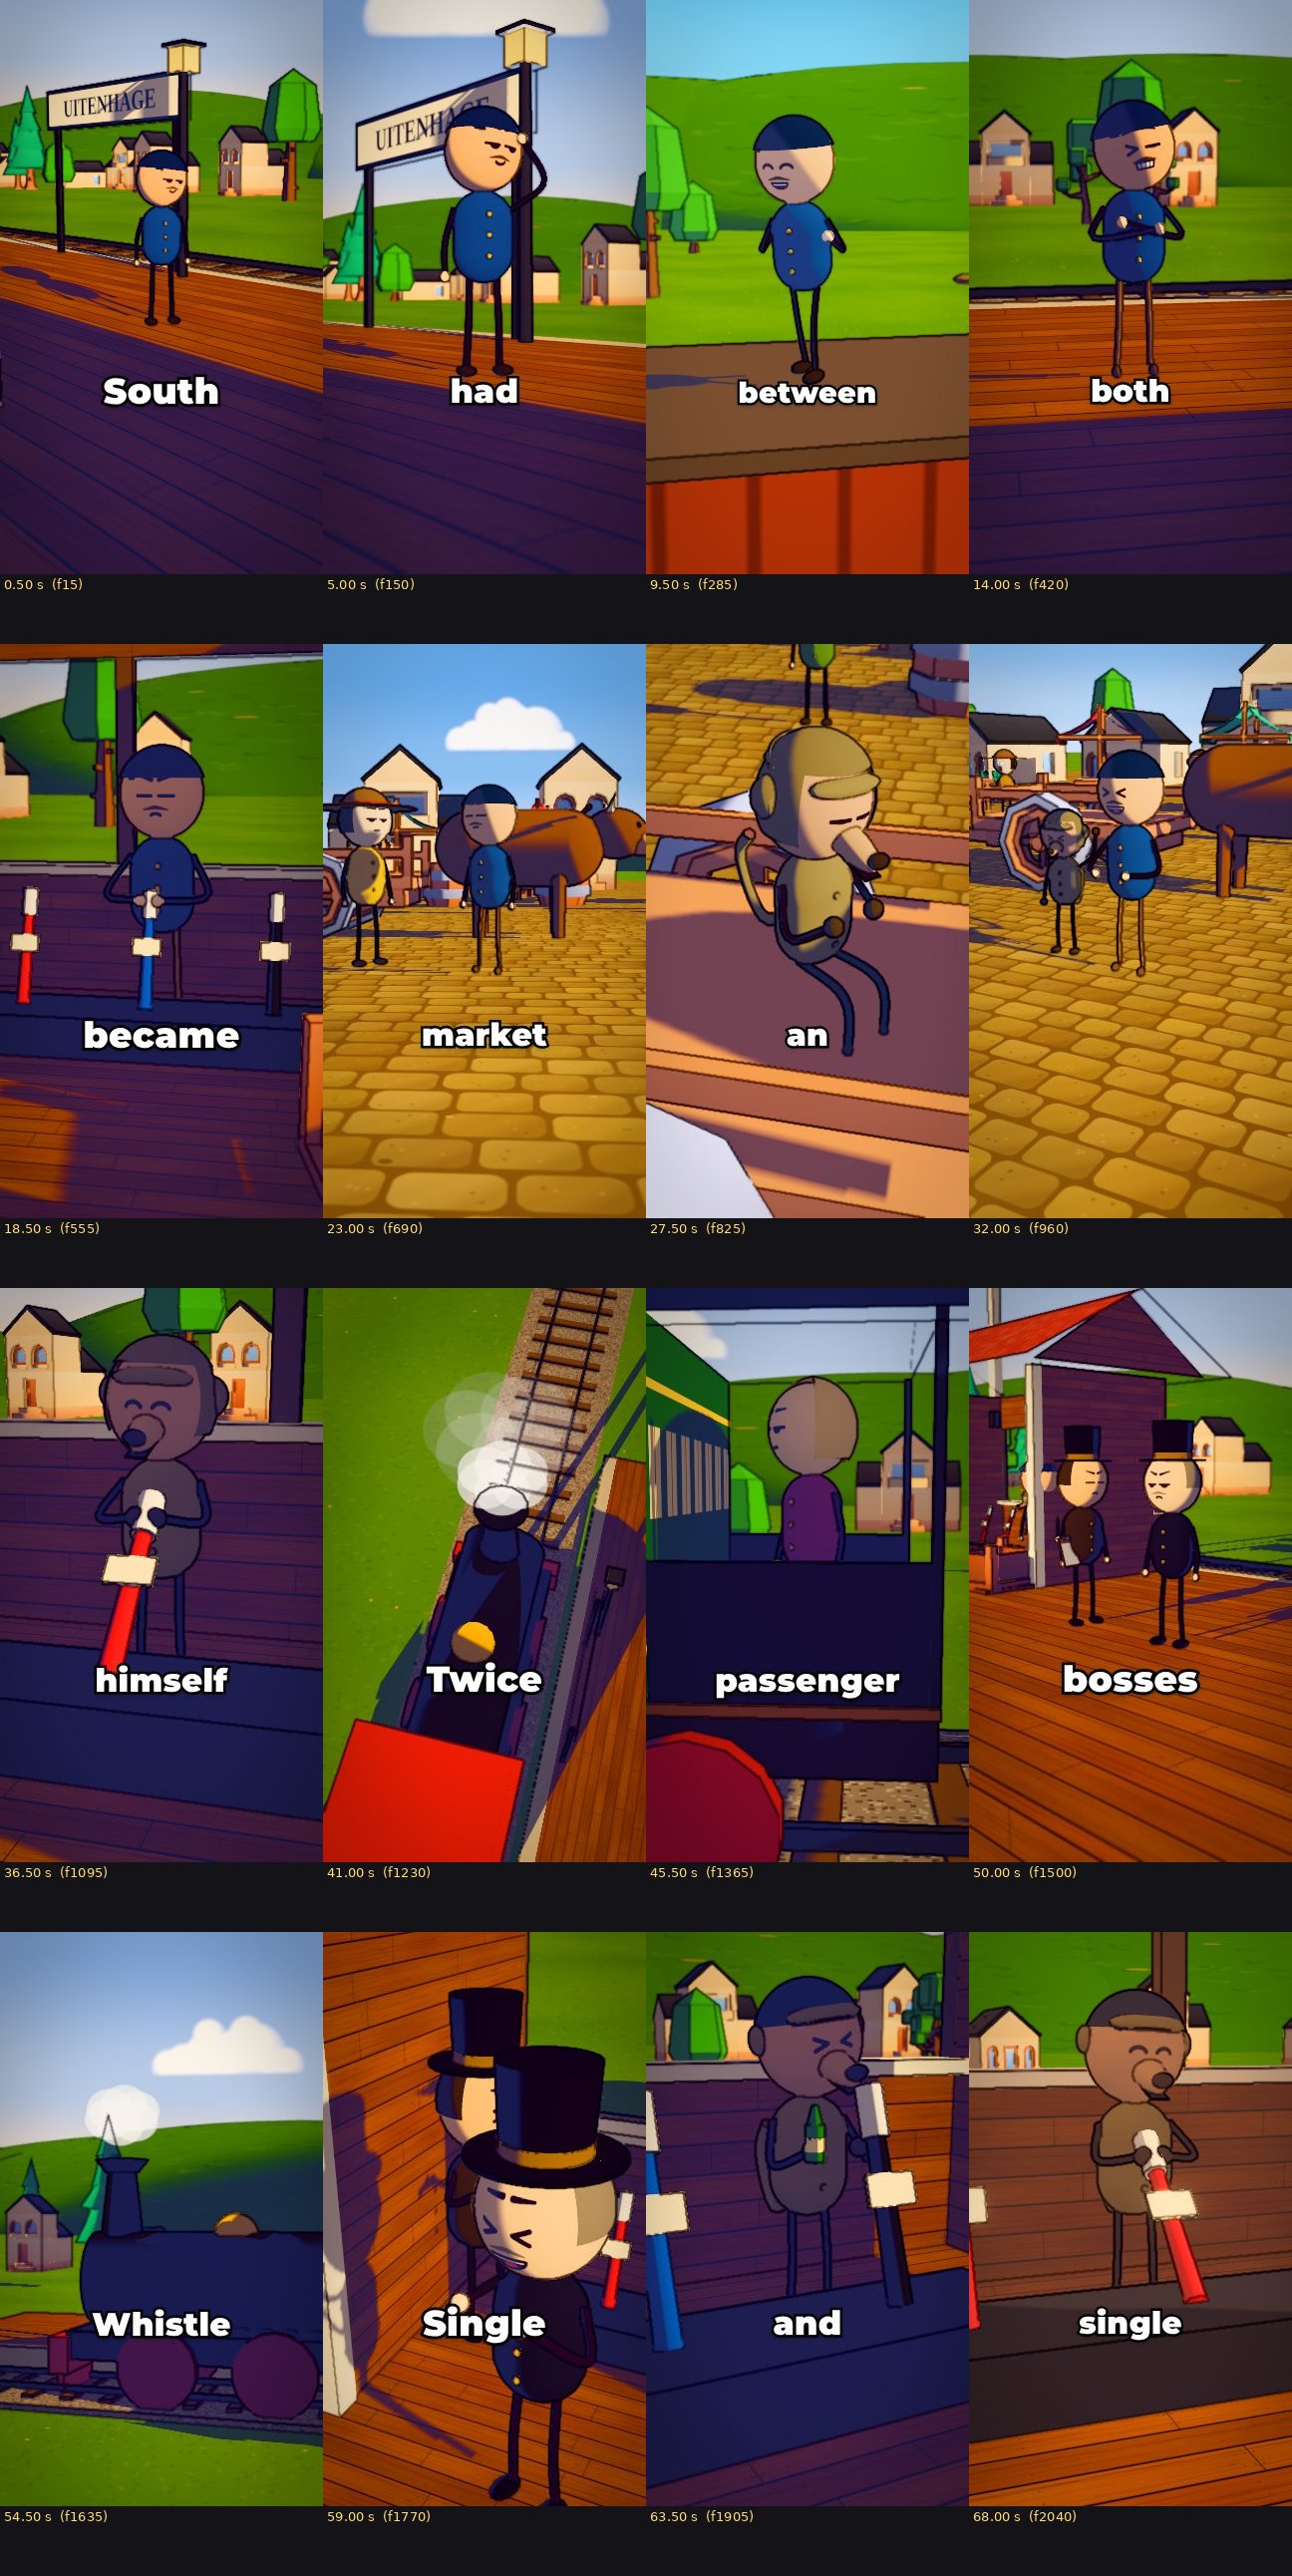 UITENHAGE
South
0.50 s (f15)
UITENHAGE
had
5.00 s (f150)
between
9.50 s (f285)
both
14.00 s (f420)
became
18.50 s (f555)
market
23.00 s (f690)
an
27.50 s (f825)
32.00 s (f960)
himself
36.50 s (f1095)
Twice
41.00 s (f1230)
passenger
45.50 s (f1365)
bosses
50.00 s (f1500)
Whistle
54.50 s (f1635)
Single
59.00 s (f1770)
and
63.50 s (f1905)
single
68.00 s (f2040)